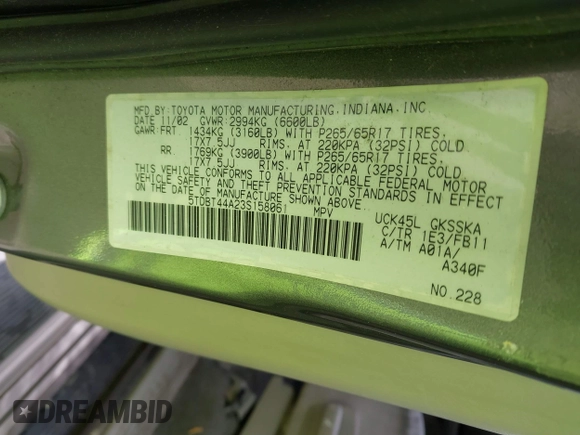 MFD.BY:TOYOTA MOTOR MANUFACTURING,INDIANA,INC.
DATE 11/02 GVWR:2994KG (6600LB)
GAWR:FRT. 1434KG (3160LB) WITH P265/65R17 TIRES,
17X7.5JJ RIMS, AT 220KPA (32PSI) COLD
RR. 1769KG (3900LB) WITH P265/65R17 TIRES,
17X7.5JJ RIMS, AT 220KPA (32PSI) COLD
THIS VEHICLE CONFORMS TO ALL APPLICABLE FEDERAL MOTOR
VEHICLE SAFETY AND BUMPER STANDARDS IN EFFECT
ON THE DATE OF MANUFACTURE SHOWN ABOVE.
5TDBT44A23S158061 MPV
UCK45L GKSSKA
C/TR 1E3/FB11
A/TM A01A/
A340F
NO.228
DREAMBID